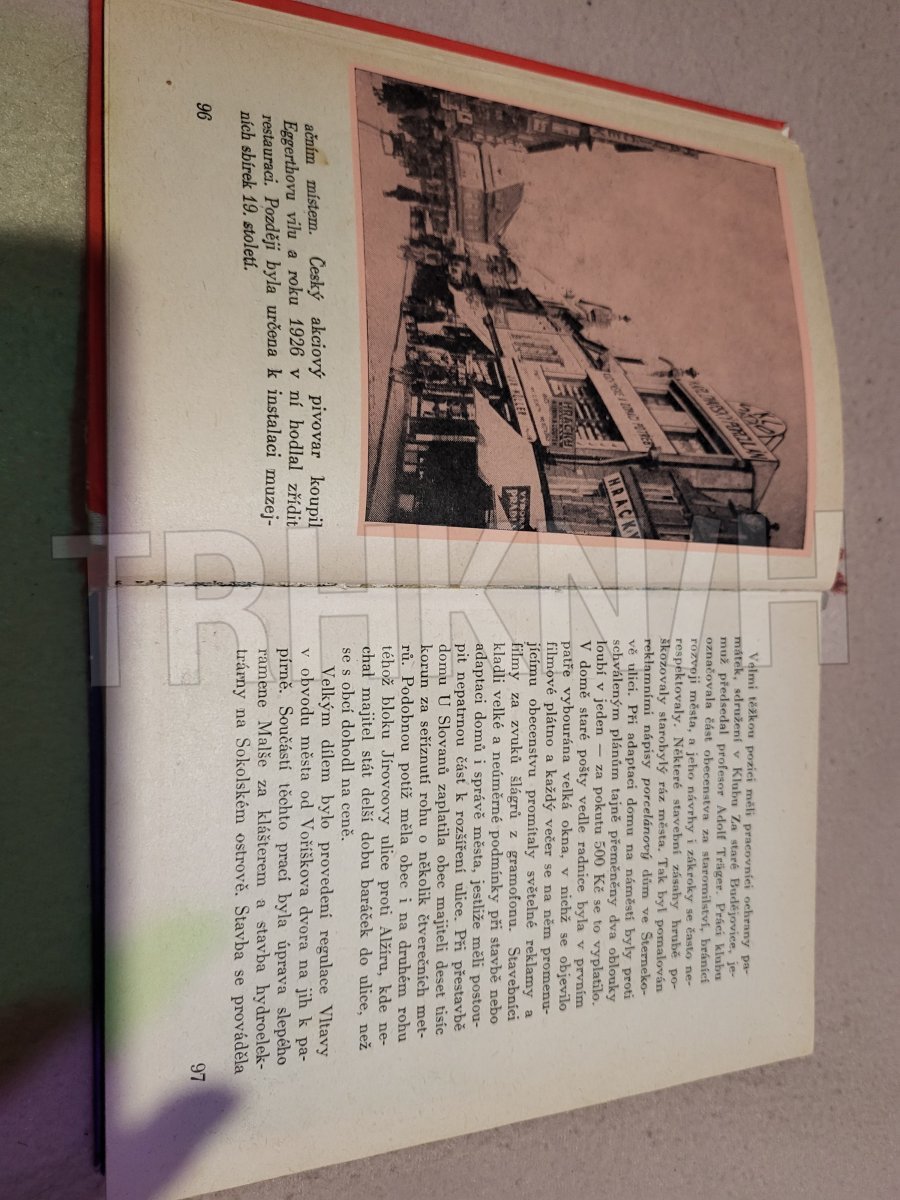 HRAČKY
HRAČKY
ačním místem. Český akciový pivovar koupil
Eggerthovu vilu a roku 1926 v ní hodlal zřídit
restauraci. Později byla určena k instalaci muzej-
ních sbírek 19. století.
96
Velmi těžkou pozici měli pracovníci ochrany pa-
mátek, sdružení v Klubu Za staré Budějovice, je-
muž předsedal profesor Adolf Träger. Práci klubu
označovala část obecenstva za staromilství, bránící
rozvoji města, a jeho návrhy i zákroky se často ne-
respektovaly. Některé stavební zásahy hrubě po-
škozovaly starobylý ráz města. Tak byl pomalován
reklamními nápisy porcelánový dům ve Šterneko-
vě ulici. Při adaptaci domu na náměstí byly proti
schváleným plánům tajně přeměněny dva oblouky
loubí v jeden — za pokutu 500 Kč se to vyplatilo.
V domě staré pošty vedle radnice byla v prvním
patře vybourána velká okna, v nichž se objevilo
filmové plátno a každý večer se na něm promenu-
jícímu obecenstvu promítaly světelné reklamy a
filmy za zvuků šlágrů z gramofonu. Stavebníci
kladli velké a neúměrné podmínky při stavbě nebo
adaptaci domů i správě města, jestliže měli postou-
pit nepatrnou část k rozšíření ulice. Při přestavbě
domu U Slovanů zaplatila obec majiteli deset tisíc
korun za seříznutí rohu o několik čtverečních met-
rů. Podobnou potíž měla obec i na druhém rohu
téhož bloku Jírovcovy ulice proti Alžíru, kde ne-
chal majitel stát delší dobu baráček do ulice, než
se s obcí dohodl na ceně.
Velkým dílem bylo provedení regulace Vltavy
v obvodu města od Voříškova dvora na jih k pa-
pírně. Součástí těchto prací byla úprava slepého
ramene Malše za klášterem a stavba hydroelek-
trárny na Sokolském ostrově. Stavba se prováděla
97
TRHKNIH